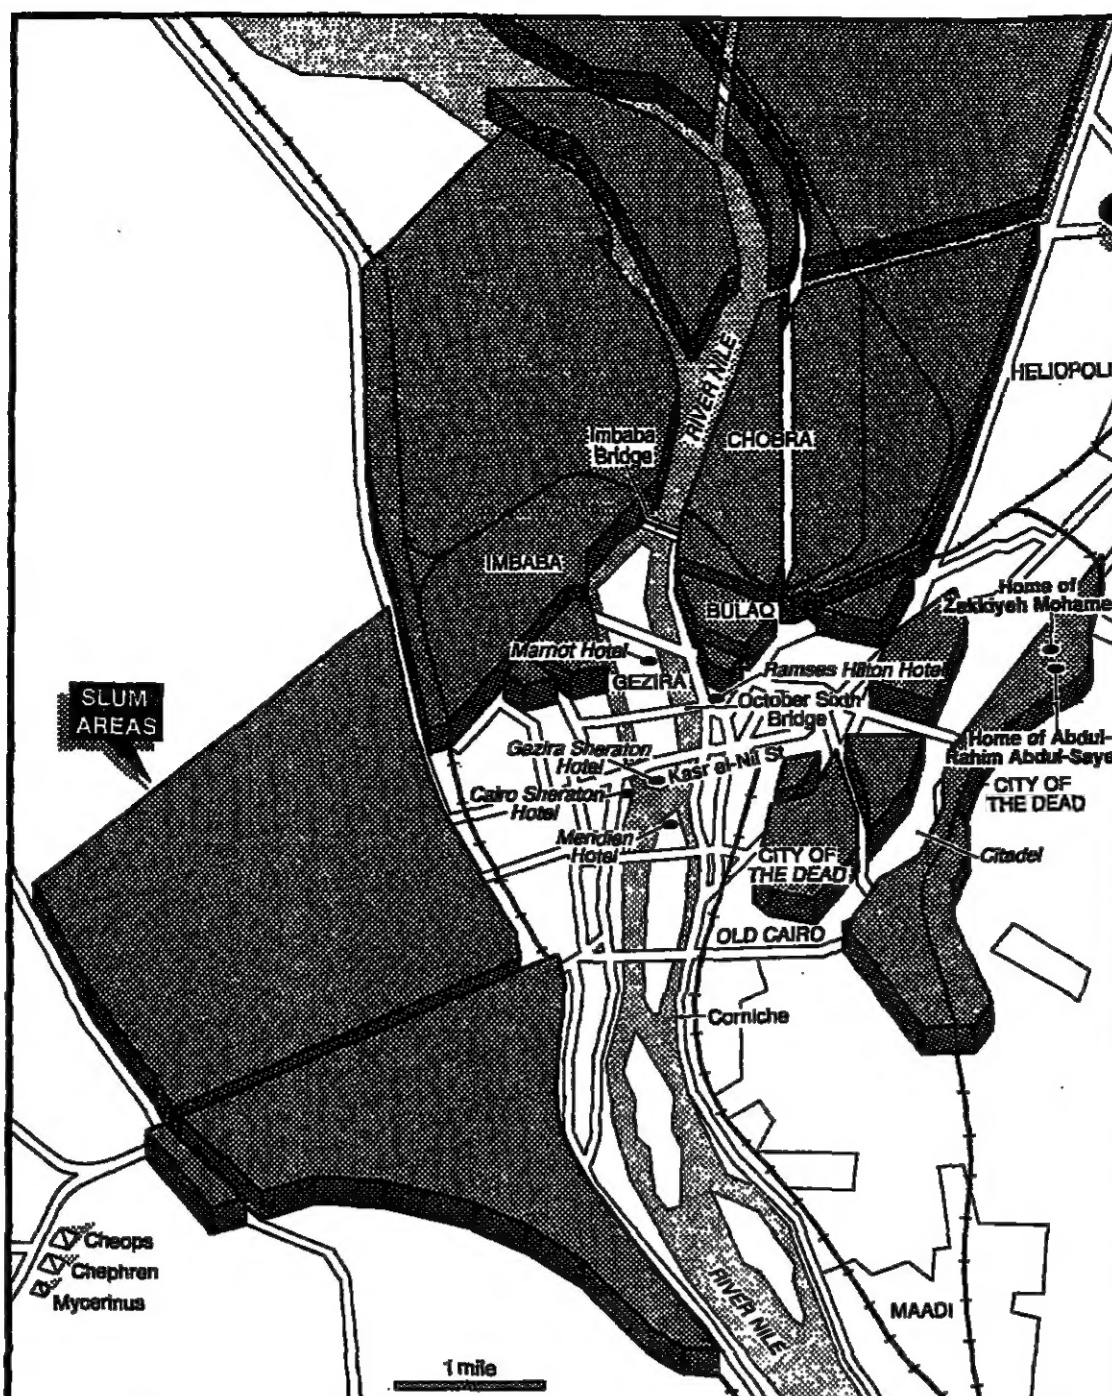 RIVER NILE
HELIOPOLI
Imbaba
Bridge
CHOBRA
IMBABA
BULAQ
Home of
Zakkiyeh Mohame
Marriot Hotel
Ramses Hilton Hotel
GEZIRA
SLUM
AREAS
October Sixth
Bridge
Gezira Sheraton
Hotel
Kasr el-Nil St
Home of Abdul-
Rahim Abdul-Saye
Cairo Sheraton
Hotel
CITY OF
THE DEAD
Meridien
Hotel
CITY OF
THE DEAD
Citadel
OLD CAIRO
Corniche
Cheops
Chephren
Mycerinus
RIVER NILE
MAADI
1 mile